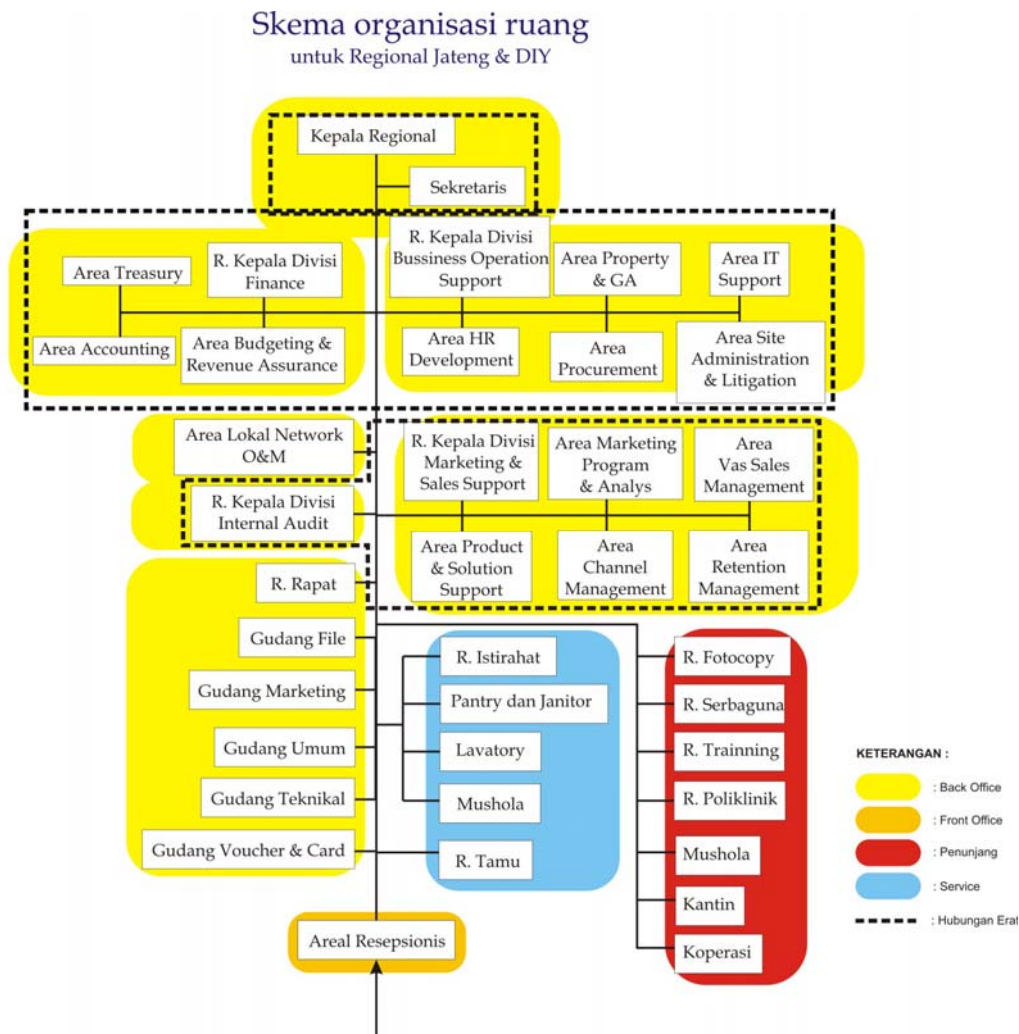 Skema organisasi ruang
untuk Regional Jateng & DIY
Kepala Regional
Sekretaris
Area Treasury
R. Kepala Divisi
Finance
Area Accounting
Area Budgeting &
Revenue Assurance
R. Kepala Divisi
Bussiness Operation
Support
Area Property
& GA
Area IT
Support
Area HR
Development
Area
Procurement
Area Site
Administration
& Litigation
Area Lokal Network
O&M
R. Kepala Divisi
Internal Audit
R. Kepala Divisi
Marketing &
Sales Support
Area Marketing
Program
& Analys
Area
Vas Sales
Management
Area Product
& Solution
Support
Area
Channel
Management
Area
Retention
Management
R. Rapat
Gudang File
Gudang Marketing
Gudang Umum
Gudang Teknikal
Gudang Voucher & Card
R. Istirahat
Pantry dan Janitor
Lavatory
Mushola
R. Tamu
R. Fotocopy
R. Serbaguna
R. Trainning
R. Poliklinik
Mushola
Kantin
Koperasi
Areal Resepsionis
KETERANGAN :
: Back Office
: Front Office
: Penunjang
: Service
: Hubungan Erat